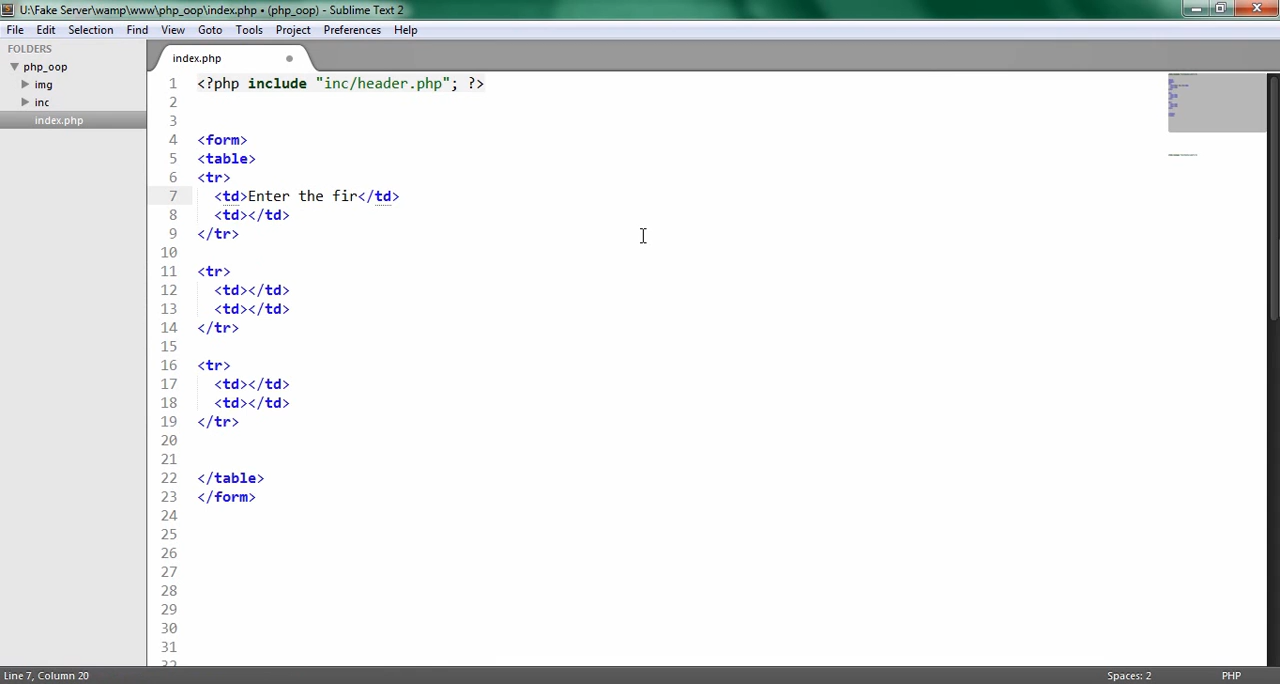 U:\Fake Server\wamp\www\php_oop\index.php • (php_oop) - Sublime Text 2
File Edit Selection Find View Goto Tools Project Preferences Help
FOLDERS
php_oop
img
inc
index.php
index.php
1 <?php include "inc/header.php"; ?>
2
3
4 <form>
5 <table>
6 <tr>
7 <td>Enter the fir</td>
8 <td></td>
9 </tr>
10
11 <tr>
12 <td></td>
13 <td></td>
14 </tr>
15
16 <tr>
17 <td></td>
18 <td></td>
19 </tr>
20
21
22 </table>
23 </form>
24
25
26
27
28
29
30
31
32
Line 7, Column 20 Spaces: 2 PHP